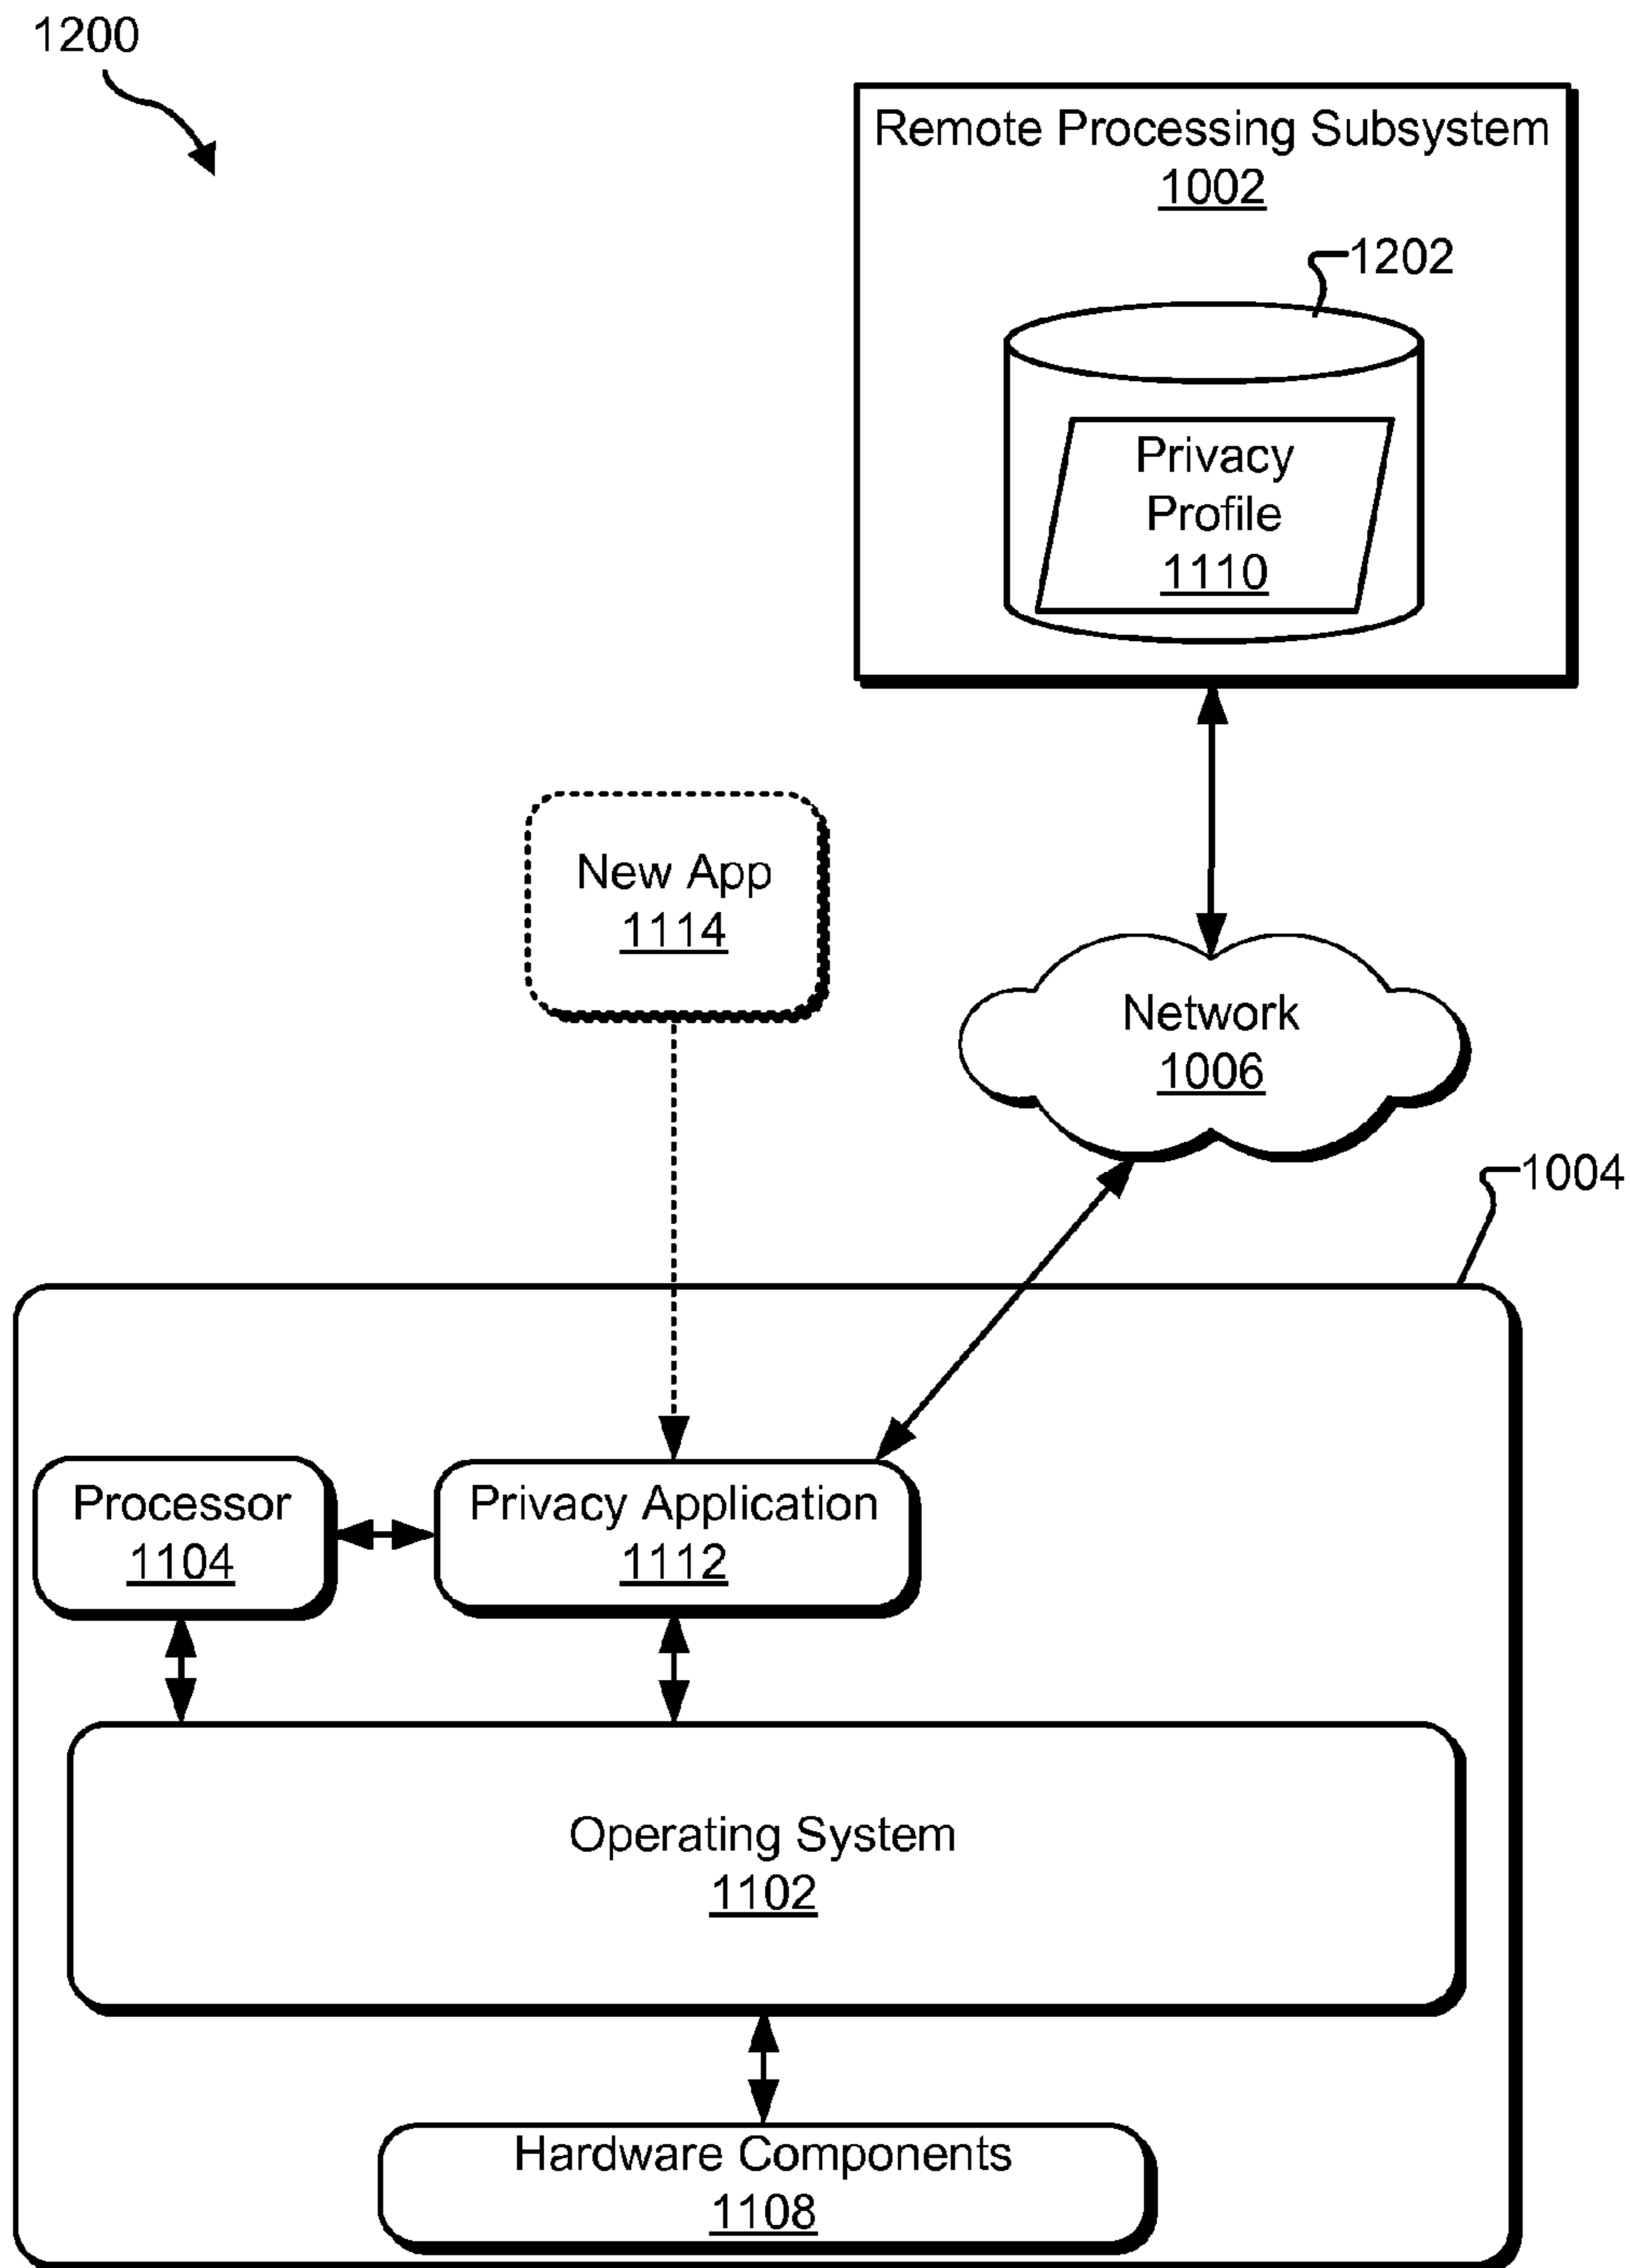 1200
Remote Processing Subsystem
1002
1202
Privacy
Profile
1110
New App
1114
Network
1006
1004
Processor
1104
Privacy Application
1112
Operating System
1102
Hardware Components
1108